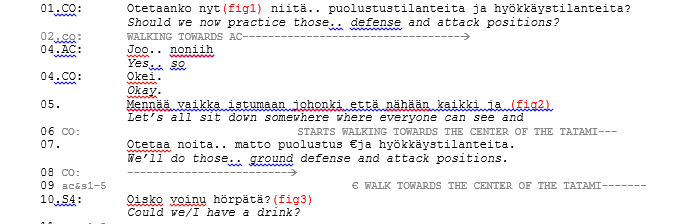 01.CO: Otetaanko nyt(fig1) niitä.. puolustustilanteita ja hyökkäystilanteita?
Should we now practice those.. defense and attack positions?
02.co: WALKING TOWARDS AC------------------------------------>
04.AC: Joo.. noniih
Yes.. so
04.CO: Okei.
Okay.
05. Mennää vaikka istumaan johonki että nähään kaikki ja (fig2)
Let's all sit down somewhere where everyone can see and
06 CO: STARTS WALKING TOWARDS THE CENTER OF THE TATAMI---
07. Otetaa noita.. matto puolustus €ja hyökkäystilanteita.
We'll do those.. ground defense and attack positions.
08 CO: --------------------------->
09 ac&s1-5 € WALK TOWARDS THE CENTER OF THE TATAMI-------
10.S4: Oisko voinu hörpätä?(fig3)
Could we/I have a drink?